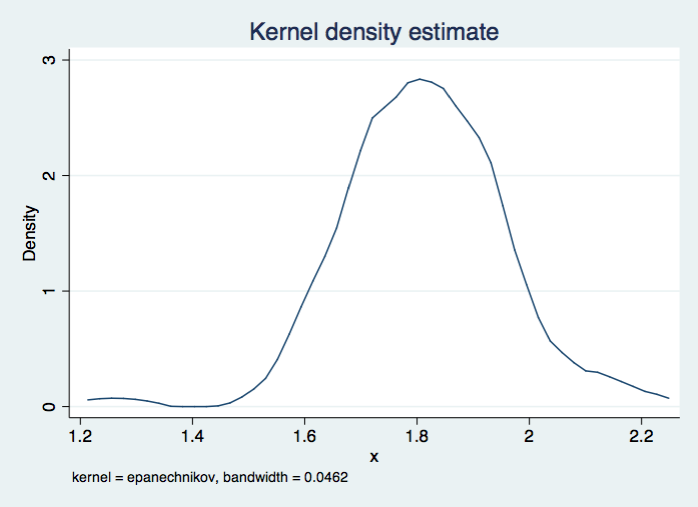 Kernel density estimate
Density
3
2
1
0
1.2 1.4 1.6 1.8 2 2.2
x
kernel = epanechnikov, bandwidth = 0.0462